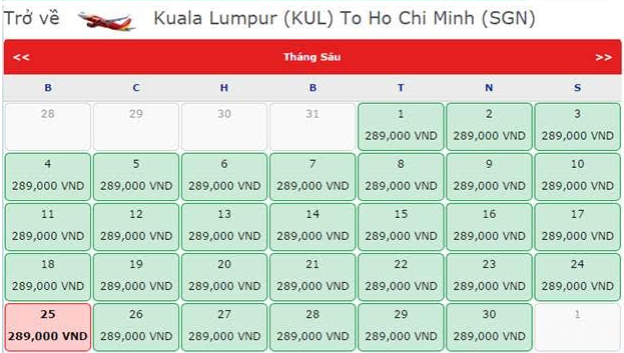 Trở về Kuala Lumpur (KUL) To Ho Chi Minh (SGN)
<< Tháng Sáu >>
B C H B T N S
28 29 30 31 1 2 3
289,000 VND 289,000 VND 289,000 VND
4 5 6 7 8 9 10
289,000 VND 289,000 VND 289,000 VND 289,000 VND 289,000 VND 289,000 VND 289,000 VND
11 12 13 14 15 16 17
289,000 VND 289,000 VND 289,000 VND 289,000 VND 289,000 VND 289,000 VND 289,000 VND
18 19 20 21 22 23 24
289,000 VND 289,000 VND 289,000 VND 289,000 VND 289,000 VND 289,000 VND 289,000 VND
25 26 27 28 29 30 1
289,000 VND 289,000 VND 289,000 VND 289,000 VND 289,000 VND 289,000 VND